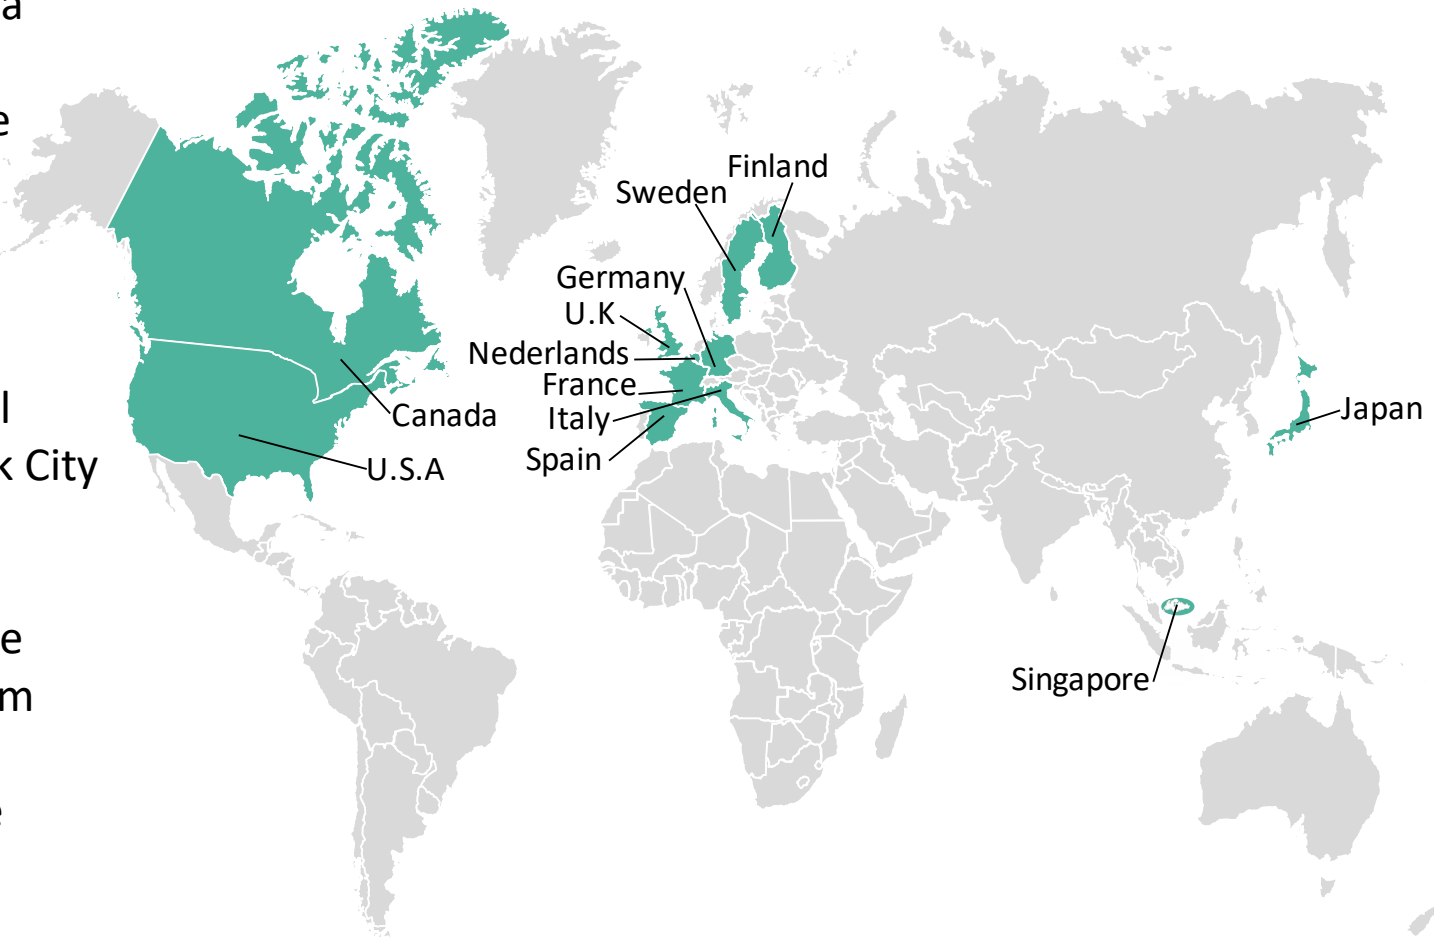 a
e
l
k City
e
m
e
Finland
Sweden
Germany
U.K
Nederlands
France
Italy
Spain
Canada
U.S.A
Japan
Singapore